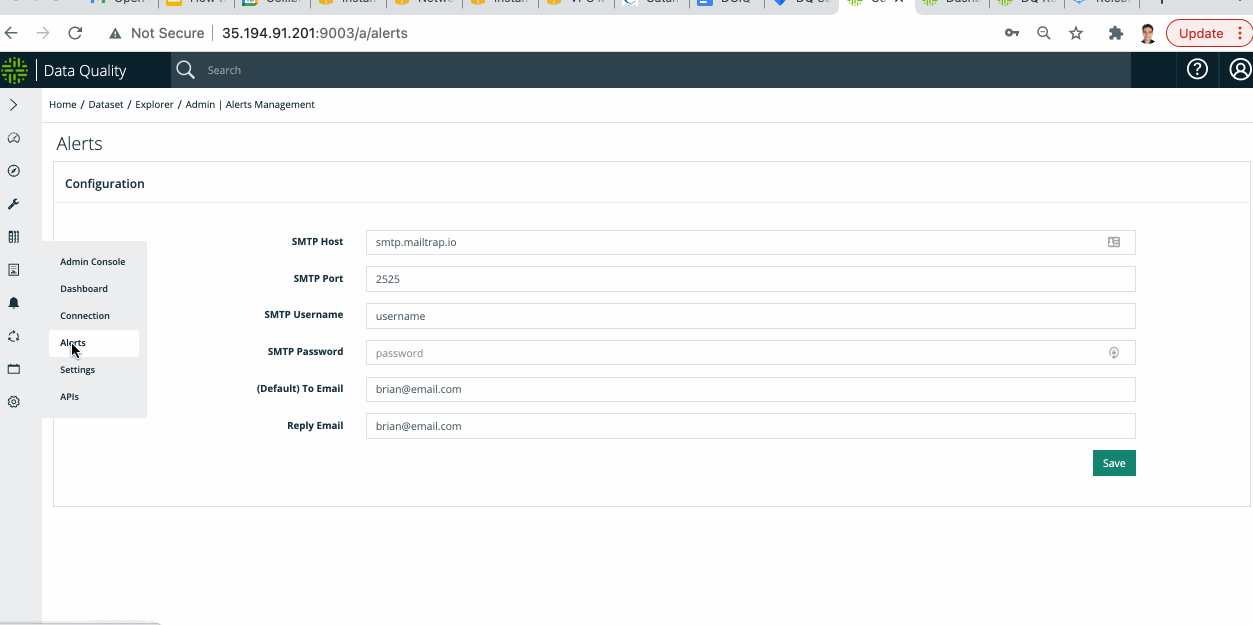 Not Secure | 35.194.91.201:9003/a/alerts
Update
Data Quality
Search
Home / Dataset / Explorer / Admin | Alerts Management
Alerts
Configuration
SMTP Host
smtp.mailtrap.io
SMTP Port
2525
SMTP Username
username
SMTP Password
password
(Default) To Email
brian@email.com
Reply Email
brian@email.com
Save
Admin Console
Dashboard
Connection
Alerts
Settings
APIs